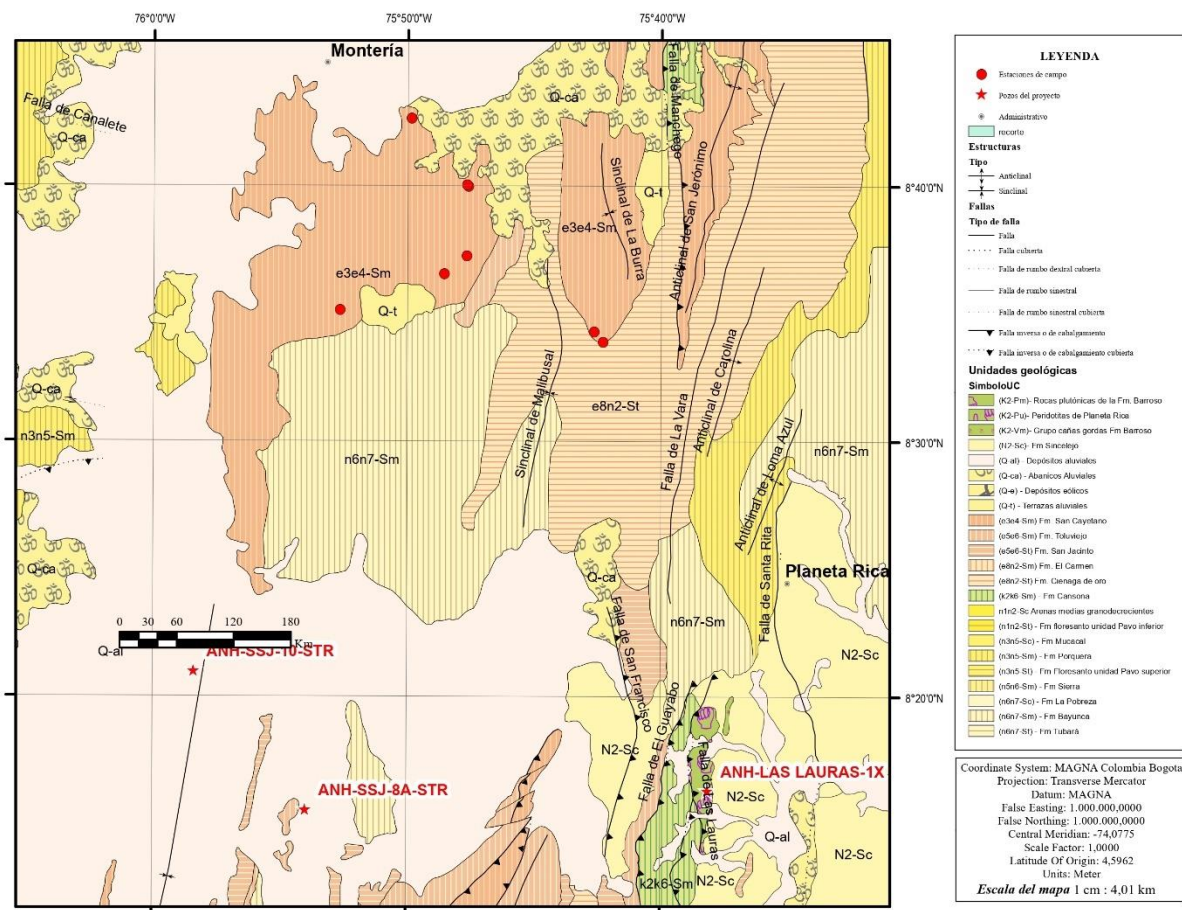 76°0'0"W
75°50'0"W
75°40'0"W
Montería
Falla de Canalete
Q-ca
Q-ca
Q-ca
Falla de Manchego
Sinclinal de La Burra
Q-t
Anticlinal de San Jerónimo
8°40'0"N
e3e4-Sm
e3e4-Sm
Q-t
Sinclinal de Malibusal
Falla de La Vara
Anticlinal de Carolina
Q-ca
e8n2-St
n3n5-Sm
n6n7-Sm
Anticlinal de Loma Azul
n6n7-Sm
8°30'0"N
Q-ca
Q-ca
Planeta Rica
Falla de Santa Rita
0 30 60 120 180
Km
Falla de San Francisco
n6n7-Sm
Q-al
ANH-SSJ-10-STR
N2-Sc
8°20'0"N
Falla de El Guayabo
N2-Sc
Falla de Las Lauras
ANH-LAS LAURAS-1X
ANH-SSJ-8A-STR
N2-Sc
Q-al
N2-Sc
k2k6-Sm
N2-Sc
LEYENDA
Estaciones de campo
Pozos del proyecto
Administrativo
recorte
Estructuras
Tipo
Anticlinal
Sinclinal
Fallas
Tipo de falla
Falla
Falla cubierta
Falla de rumbo dextral cubierta
Falla de rumbo sinestral
Falla de rumbo sinestral cubierta
Falla inversa o de cabalgamiento
Falla inversa o de cabalgamiento cubierta
Unidades geológicas
SimboloUC
(K2-Pm)- Rocas plutónicas de la Fm. Barroso
(K2-Pu)- Peridotitas de Planeta Rica
(K2-Vm)- Grupo cañas gordas Fm Barroso
(N2-Sc)- Fm Sincelejo
(Q-al) - Depósitos aluviales
(Q-ca) - Abanicos Aluviales
(Q-e) - Depósitos eólicos
(Q-t) - Terrazas aluviales
(e3e4-Sm) Fm. San Cayetano
(e5e6-Sm) Fm. Toluviejo
(e5e6-St) Fm. San Jacinto
(e8n2-Sm) Fm. El Carmen
(e8n2-St) Fm. Cienaga de oro
(k2k6-Sm) - Fm Cansona
n1n2-Sc Arenas medias granodecrecientes
(n1n2-St) - Fm floresanto unidad Pavo inferior
(n3n5-Sc) - Fm Mucacal
(n3n5-Sm) - Fm Porquera
(n3n5-St) - Fm Floresanto unidad Pavo superior
(n5n6-Sm) - Fm Sierra
(n6n7-Sc) - Fm La Pobreza
(n6n7-Sm) - Fm Bayunca
(n6n7-St) - Fm Tubará
Coordinate System: MAGNA Colombia Bogota
Projection: Transverse Mercator
Datum: MAGNA
False Easting: 1.000.000,0000
False Northing: 1.000.000,0000
Central Meridian: -74,0775
Scale Factor: 1,0000
Latitude Of Origin: 4,5962
Units: Meter
Escala del mapa 1 cm : 4,01 km